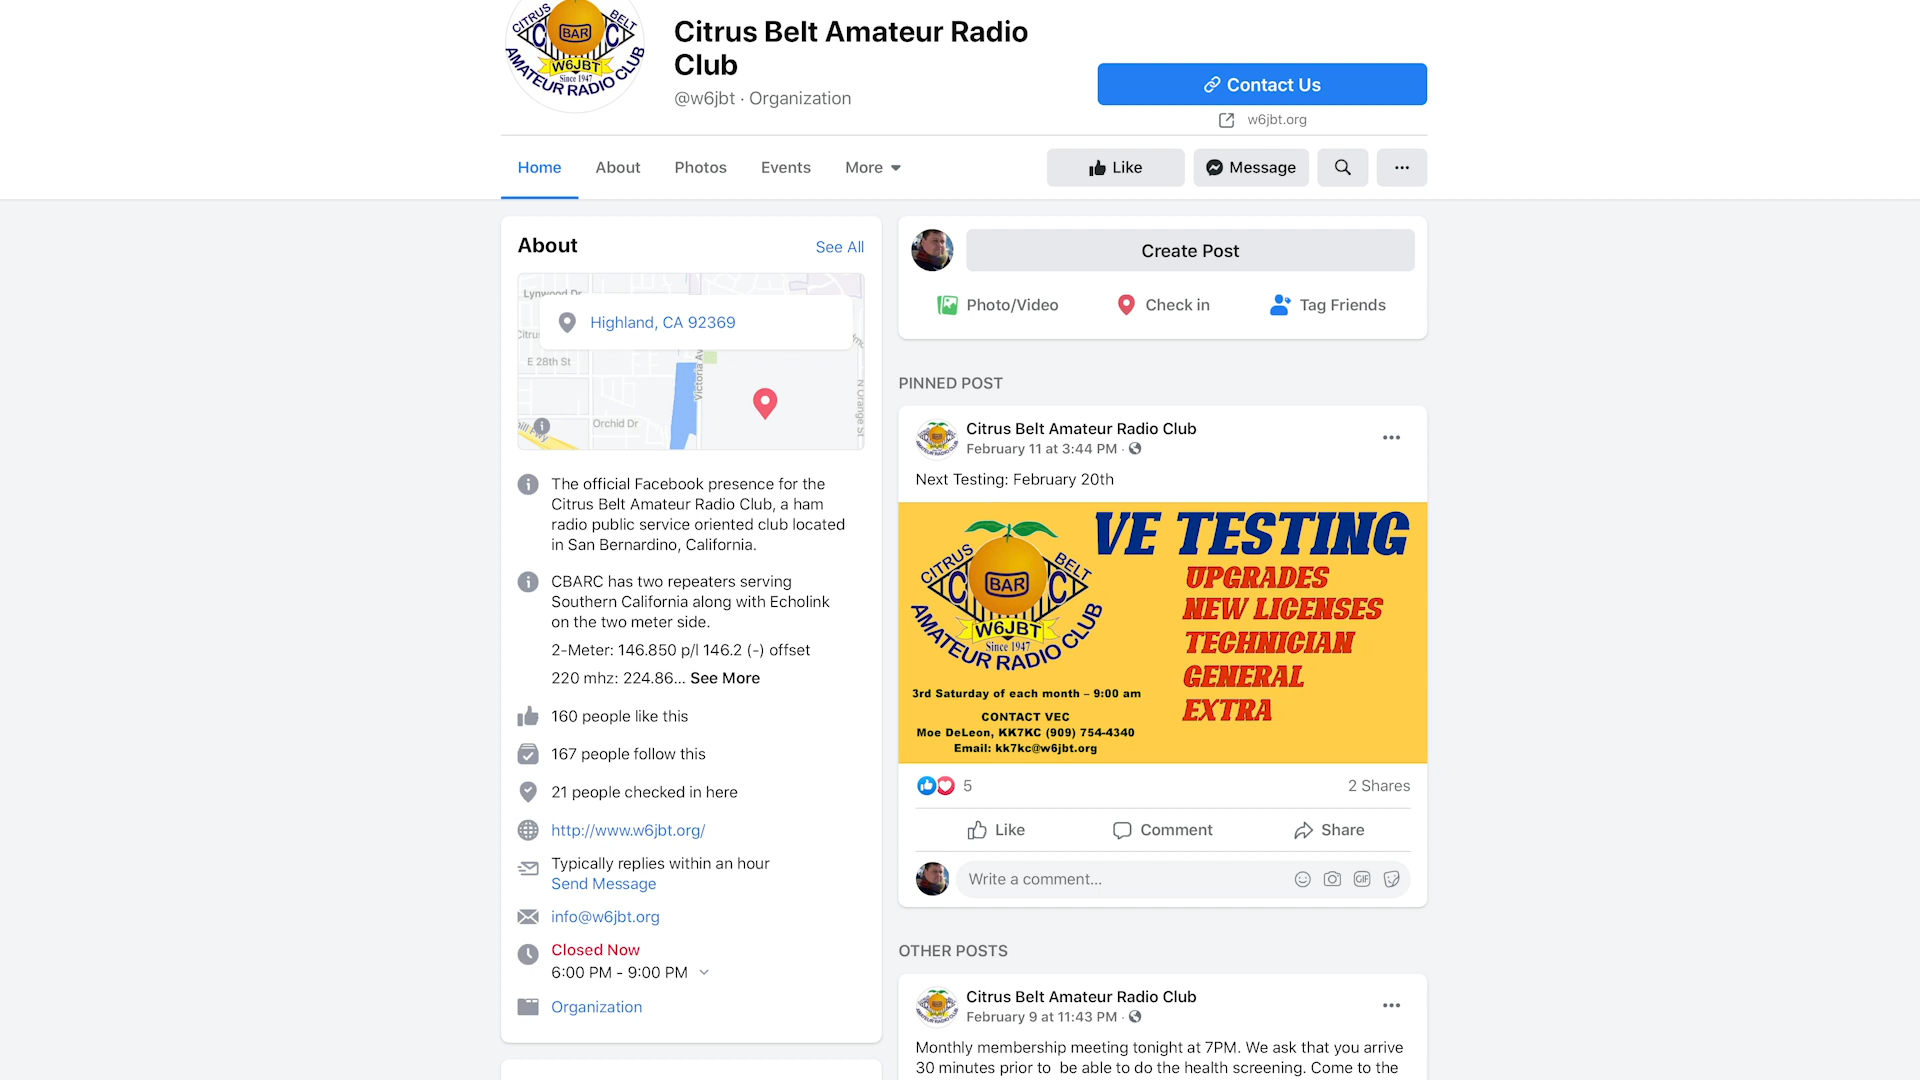 CITRUS BELT
C BAR C
W6JBT
Since 1947
AMATEUR RADIO CLUB
Citrus Belt Amateur Radio
Club
@w6jbt · Organization
Contact Us
w6jbt.org
Home
About
Photos
Events
More
Like
Message
About
See All
Lynwood Dr
Highland, CA 92369
E 28th St
Victoria Av
Orchid Dr
N Orange St
The official Facebook presence for the
Citrus Belt Amateur Radio Club, a ham
radio public service oriented club located
in San Bernardino, California.
CBARC has two repeaters serving
Southern California along with Echolink
on the two meter side.
2-Meter: 146.850 p/l 146.2 (-) offset
220 mhz: 224.86... See More
160 people like this
167 people follow this
21 people checked in here
http://www.w6jbt.org/
Typically replies within an hour
Send Message
info@w6jbt.org
Closed Now
6:00 PM - 9:00 PM
Organization
Create Post
Photo/Video
Check in
Tag Friends
PINNED POST
Citrus Belt Amateur Radio Club
February 11 at 3:44 PM ·
Next Testing: February 20th
CITRUS BELT
C BAR C
W6JBT
Since 1947
AMATEUR RADIO CLUB
3rd Saturday of each month – 9:00 am
CONTACT VEC
Moe DeLeon, KK7KC (909) 754-4340
Email: kk7kc@w6jbt.org
VE TESTING
UPGRADES
NEW LICENSES
TECHNICIAN
GENERAL
EXTRA
5
2 Shares
Like
Comment
Share
Write a comment...
GIF
OTHER POSTS
Citrus Belt Amateur Radio Club
February 9 at 11:43 PM ·
Monthly membership meeting tonight at 7PM. We ask that you arrive
30 minutes prior to be able to do the health screening. Come to the